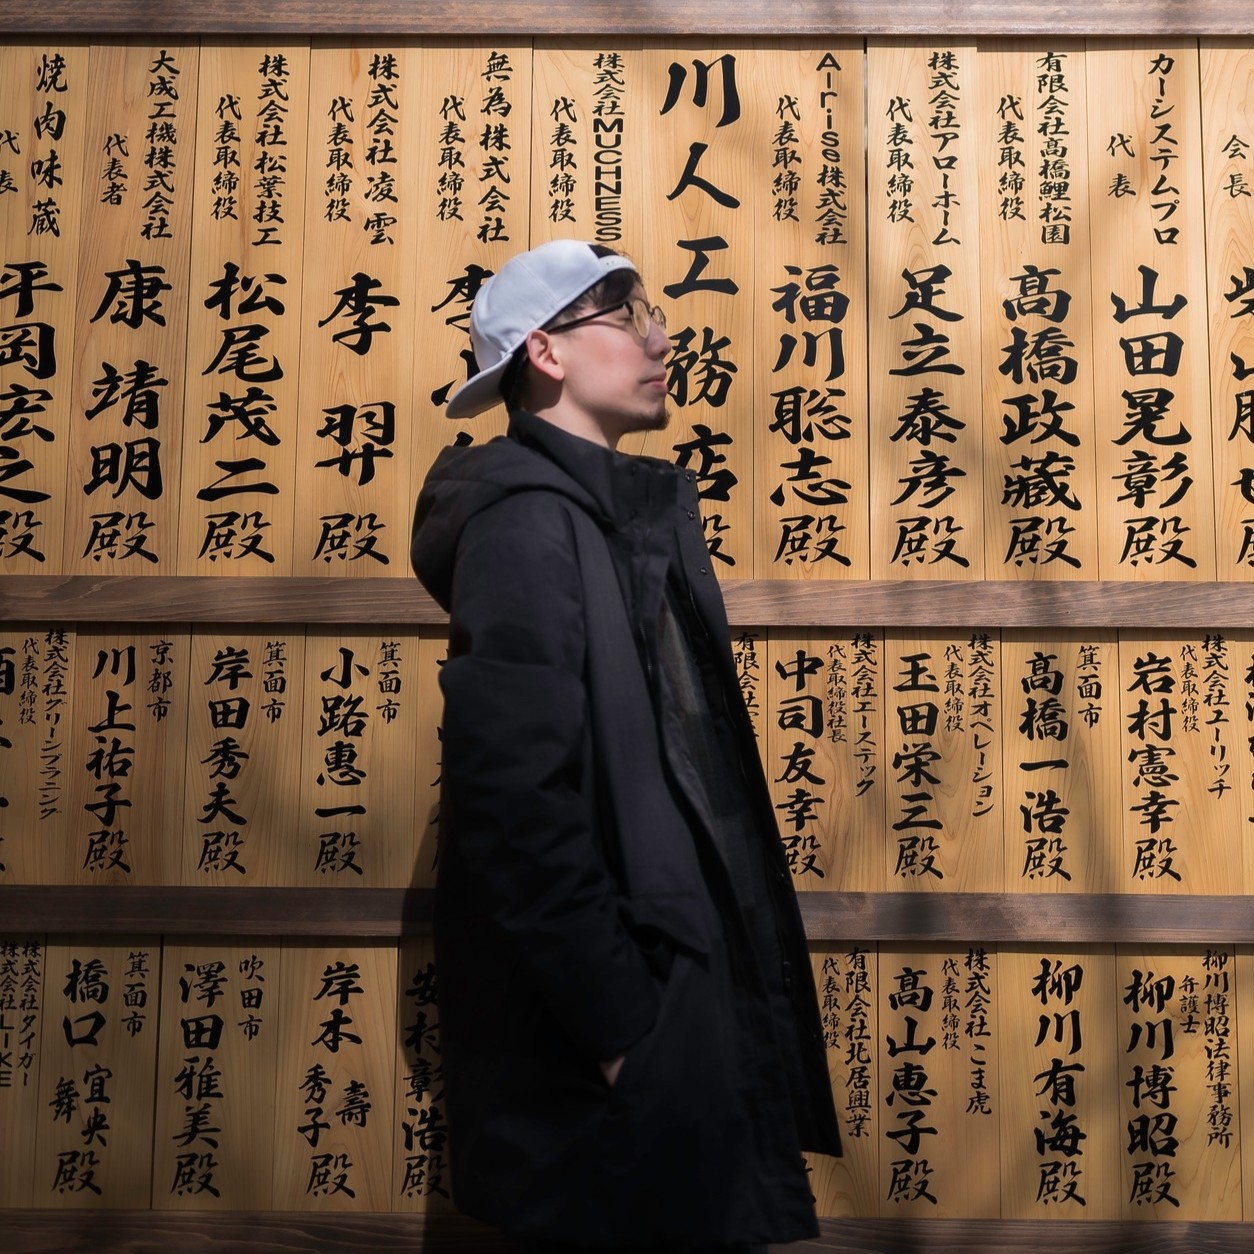 会長
カーシステムプロ
代表
山田晃彰殿
有限会社髙橋鯉松園
代表取締役
髙橋政藏殿
株式会社アローホーム
代表取締役
足立泰彦殿
Arise株式会社
代表取締役
福川聡志殿
川人工務店殿
株式会社MUCHNESS
代表取締役
無為株式会社
代表取締役
李
株式会社凌雲
代表取締役
李羿殿
株式会社松葉技工
代表取締役
松尾茂二殿
大成工機株式会社
代表者
康靖明殿
焼肉味蔵
代表
平岡宏之殿
株式会社ユーリッチ
代表取締役
岩村憲幸殿
箕面市
髙橋一浩殿
株式会社オペレーション
代表取締役
玉田栄三殿
株式会社エーステック
代表取締役社長
中司友幸殿
有限会社
箕面市
小路惠一殿
箕面市
岸田秀夫殿
京都市
川上祐子殿
株式会社グリーンプラニング
代表取締役
柳川博昭法律事務所
弁護士
柳川博昭殿
柳川有海殿
株式会社こま虎
代表取締役
髙山恵子殿
有限会社北居興業
代表取締役
安村彰浩殿
岸本壽
秀子殿
吹田市
澤田雅美殿
箕面市
橋口宜央
舞殿
株式会社タイガー
株式会社LIKE